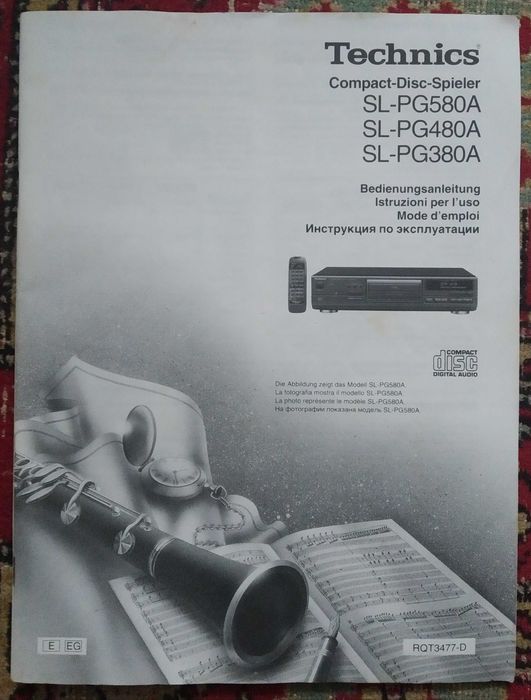 Technics
Compact-Disc-Spieler
SL-PG580A
SL-PG480A
SL-PG380A
Bedienungsanleitung
Istruzioni per l'uso
Mode d'emploi
Инструкция по эксплуатации
COMPACT
disc
DIGITAL AUDIO
Die Abbildung zeigt das Modell SL-PG580A
La fotografia mostra il modello SL-PG580A
La photo représente le modèle SL-PG580A
На фотографии показана модель SL-PG580A
E EG
RQT3477-D